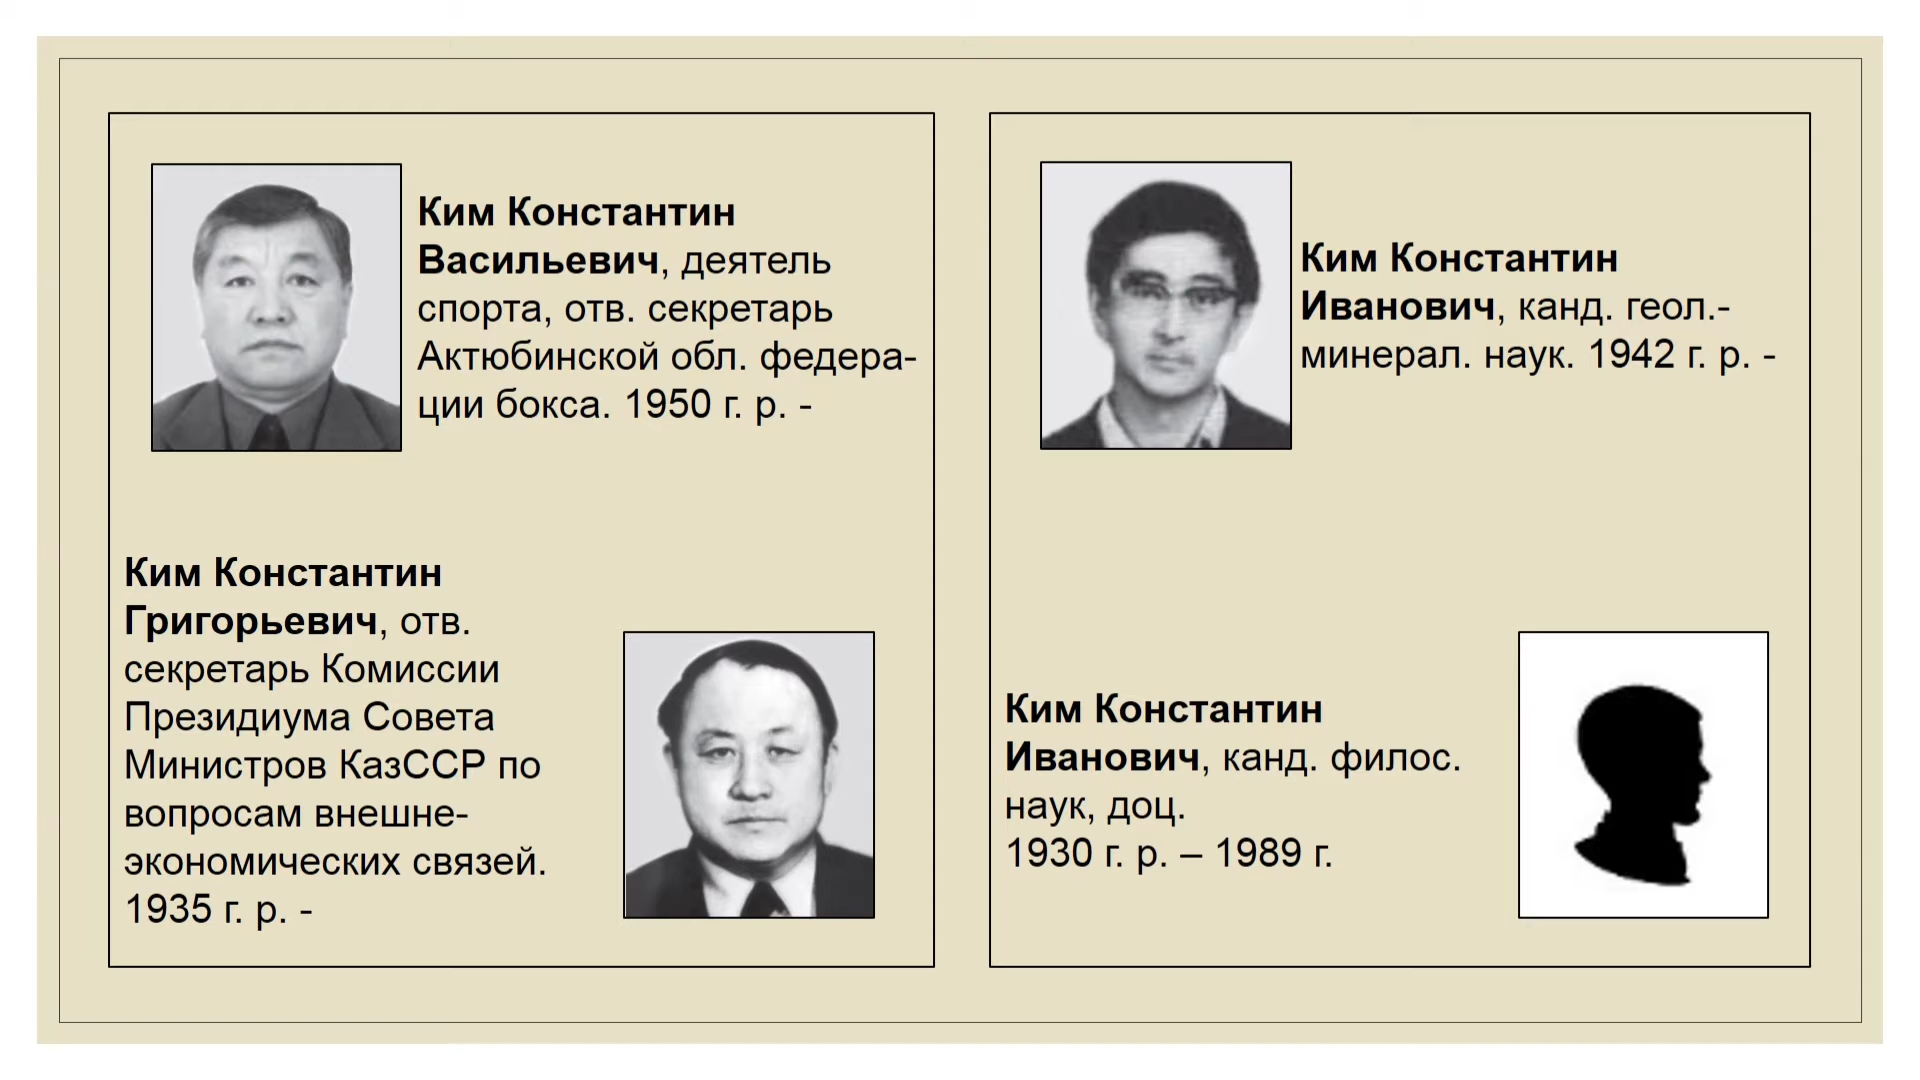 Ким Константин
Васильевич, деятель
спорта, отв. секретарь
Актюбинской обл. федера-
ции бокса. 1950 г. р. -
Ким Константин
Григорьевич, отв.
секретарь Комиссии
Президиума Совета
Министров КазССР по
вопросам внешне-
экономических связей.
1935 г. р. -
Ким Константин
Иванович, канд. геол.-
минерал. наук. 1942 г. р. -
Ким Константин
Иванович, канд. филос.
наук, доц.
1930 г. р. – 1989 г.